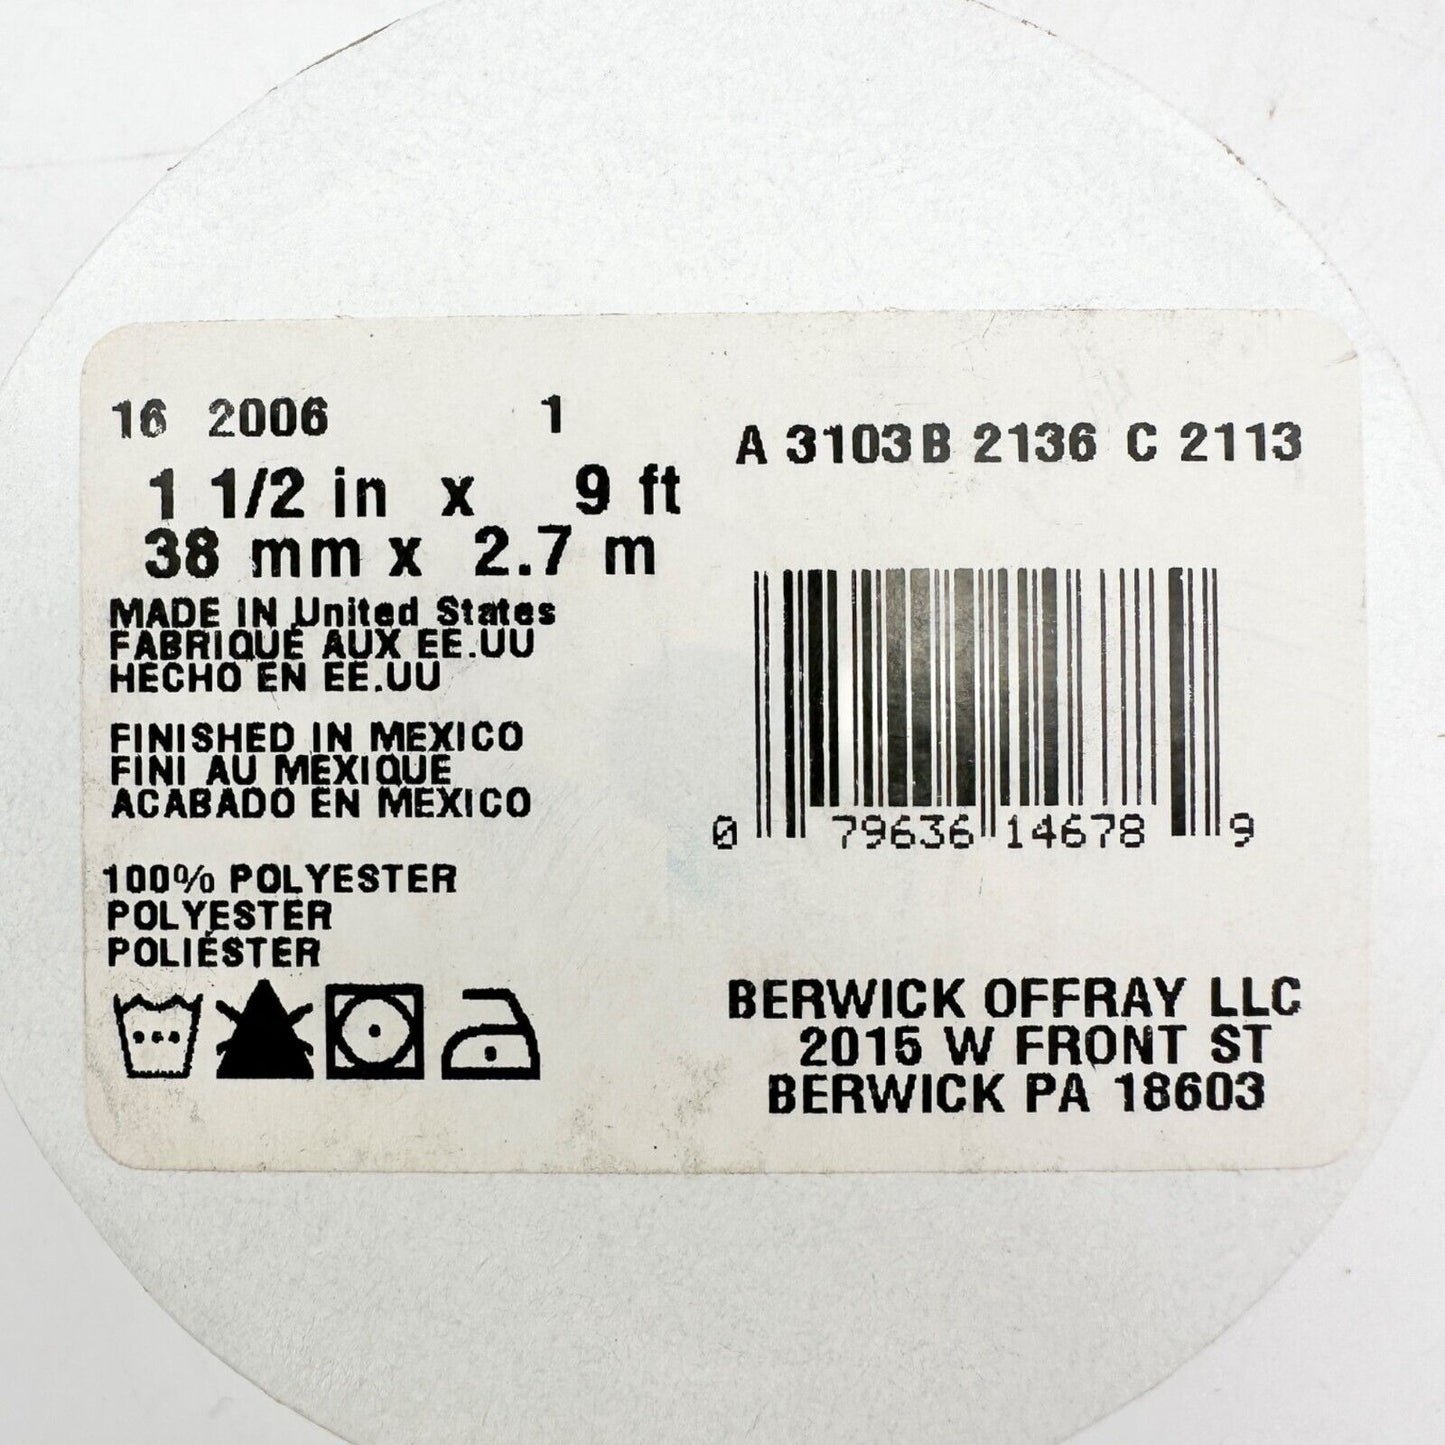 16 2006 1
1 1/2 in x 9 ft
38 mm x 2.7 m
MADE IN United States
FABRIQUÉ AUX EE.UU
HECHO EN EE.UU
FINISHED IN MEXICO
FINI AU MEXIQUE
ACABADO EN MEXICO
100% POLYESTER
POLYESTER
POLIÉSTER
A 3103B 2136 C 2113
0 79636 14678 9
BERWICK OFFRAY LLC
2015 W FRONT ST
BERWICK PA 18603